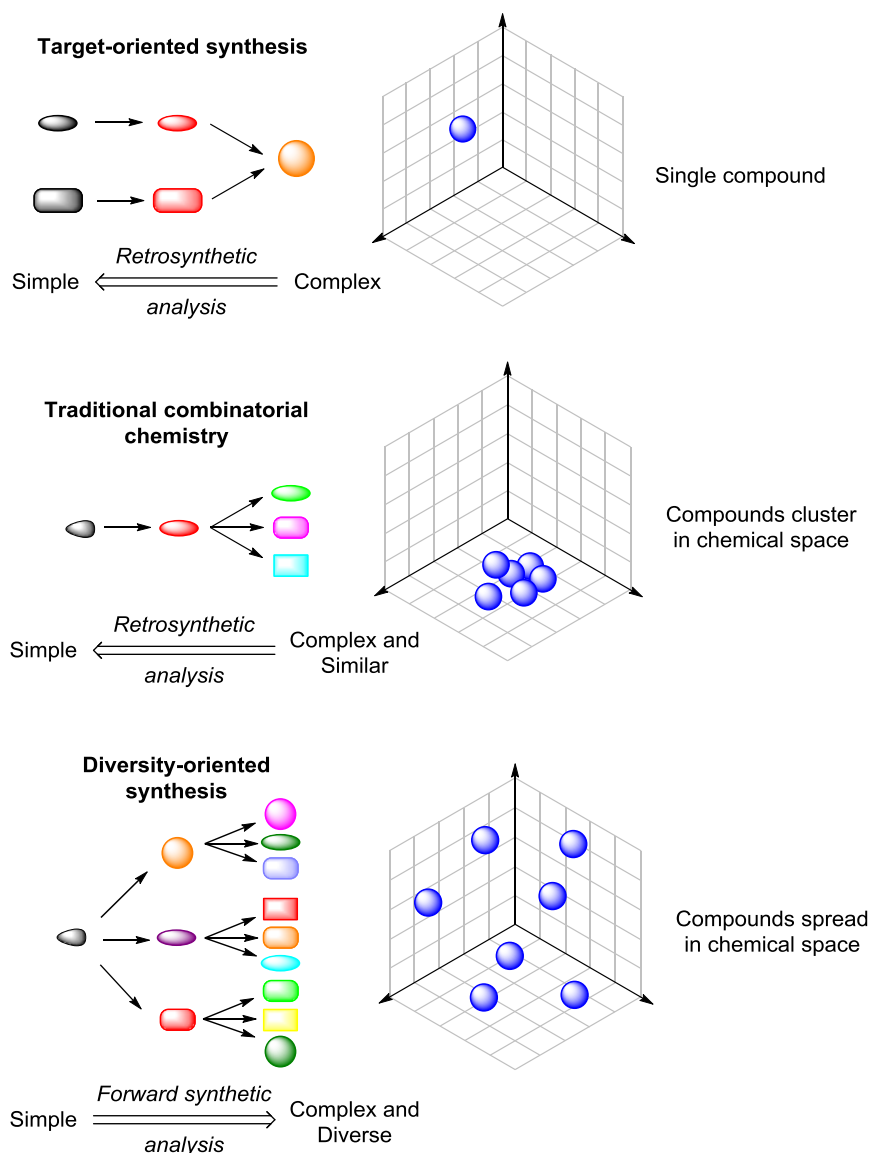 Target-oriented synthesis
Single compound
Retrosynthetic
Simple
Complex
analysis
Traditional combinatorial
chemistry
Compounds cluster
in chemical space
Retrosynthetic
Simple
Complex and
Similar
analysis
Diversity-oriented
synthesis
Compounds spread
in chemical space
Forward synthetic
Simple
Complex and
Diverse
analysis